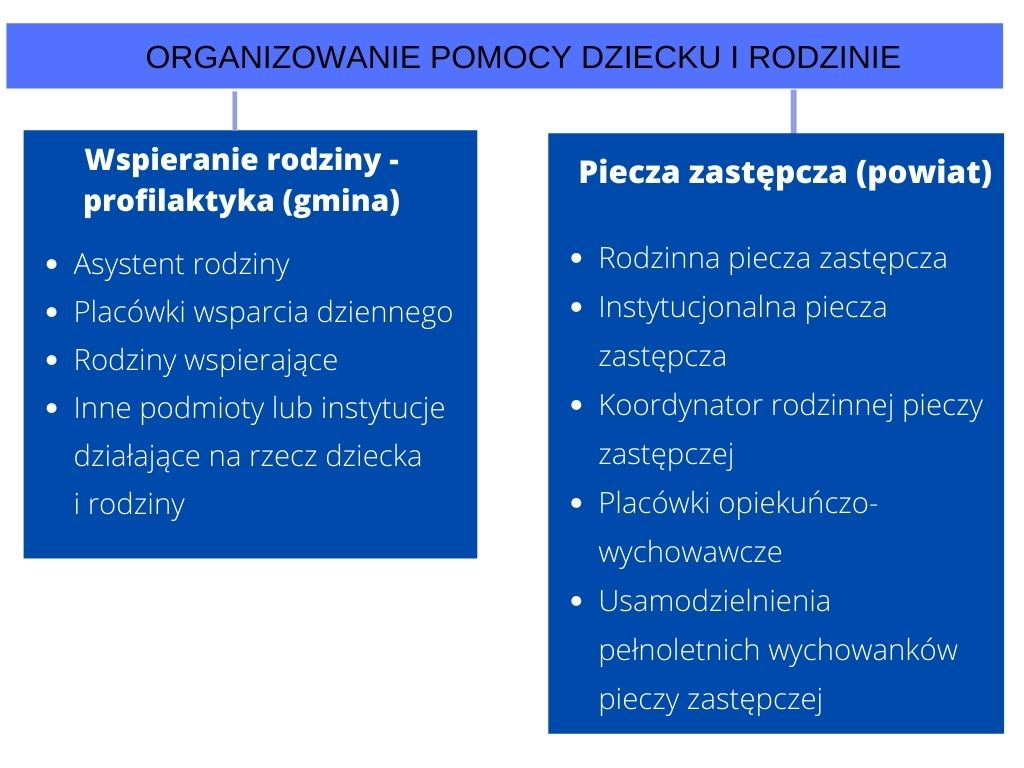 ORGANIZOWANIE POMOCY DZIECKU I RODZINIE
Wspieranie rodziny -
profilaktyka (gmina)
• Asystent rodziny
• Placówki wsparcia dziennego
• Rodziny wspierające
• Inne podmioty lub instytucje
działające na rzecz dziecka
i rodziny
Piecza zastępcza (powiat)
• Rodzinna piecza zastępcza
• Instytucjonalna piecza
zastępcza
• Koordynator rodzinnej pieczy
zastępczej
• Placówki opiekuńczo-
wychowawcze
• Usamodzielnienia
pełnoletnich wychowanków
pieczy zastępczej